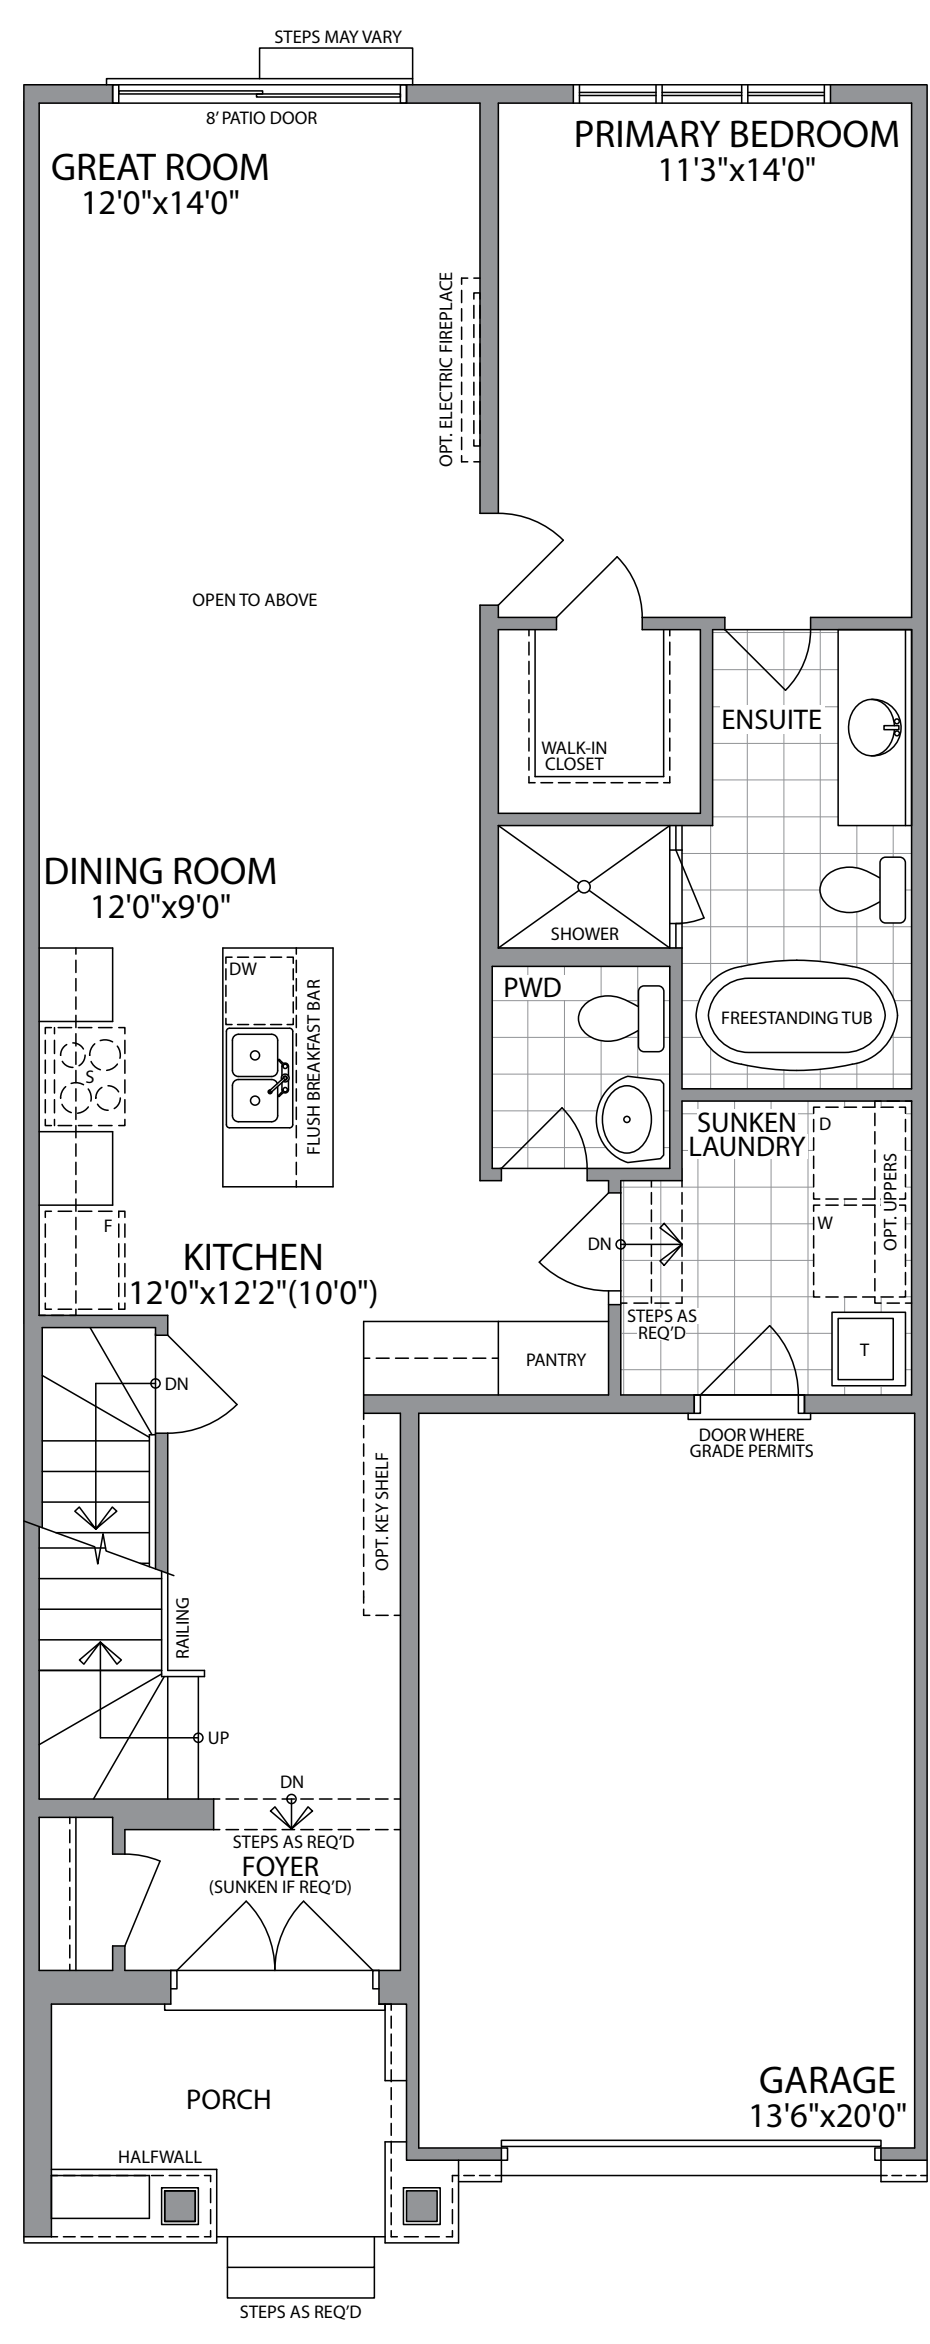 STEPS MAY VARY
8' PATIO DOOR
GREAT ROOM
12'0"x14'0"
PRIMARY BEDROOM
11'3"x14'0"
OPT. ELECTRIC FIREPLACE
OPEN TO ABOVE
WALK-IN
CLOSET
ENSUITE
DINING ROOM
12'0"x9'0"
SHOWER
DW
FLUSH BREAKFAST BAR
S
PWD
FREESTANDING TUB
SUNKEN
LAUNDRY
D
W
OPT. UPPERS
F
KITCHEN
12'0"x12'2"(10'0")
DN
STEPS AS
REQ'D
PANTRY
T
DN
DOOR WHERE
GRADE PERMITS
OPT. KEY SHELF
RAILING
UP
DN
STEPS AS REQ'D
FOYER
(SUNKEN IF REQ'D)
PORCH
HALFWALL
GARAGE
13'6"x20'0"
STEPS AS REQ'D